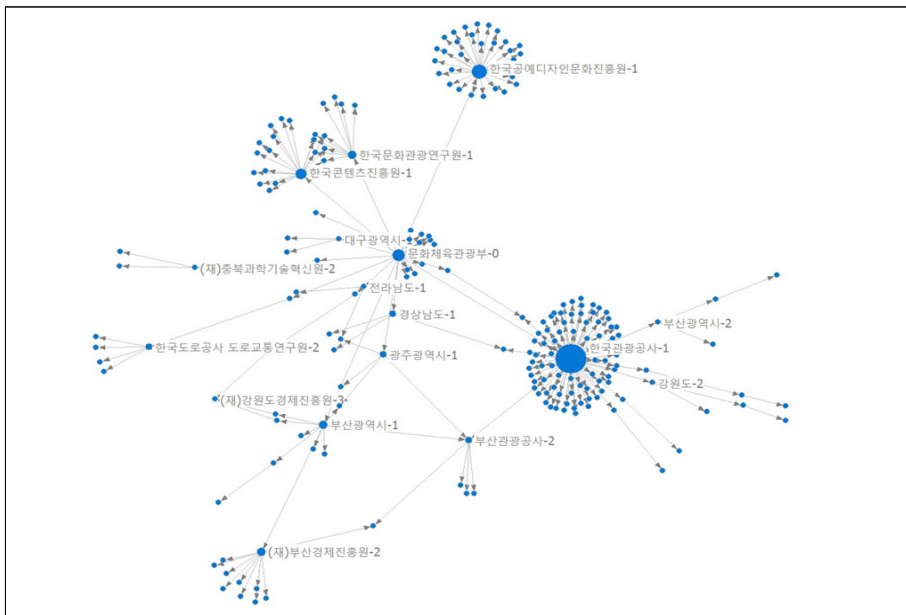 한국공예디자인문화진흥원-1
한국문화관광연구원-1
한국콘텐츠진흥원-1
대구광역시-1
문화체육관광부-0
(재)충북과학기술혁신원-2
전라남도-1
경상남도-1
부산광역시-2
한국도로공사 도로교통연구원-2
광주광역시-1
한국관광공사-1
강원도-2
(재)강원도경제진흥원-3
부산광역시-1
부산관광공사-2
(재)부산경제진흥원-2